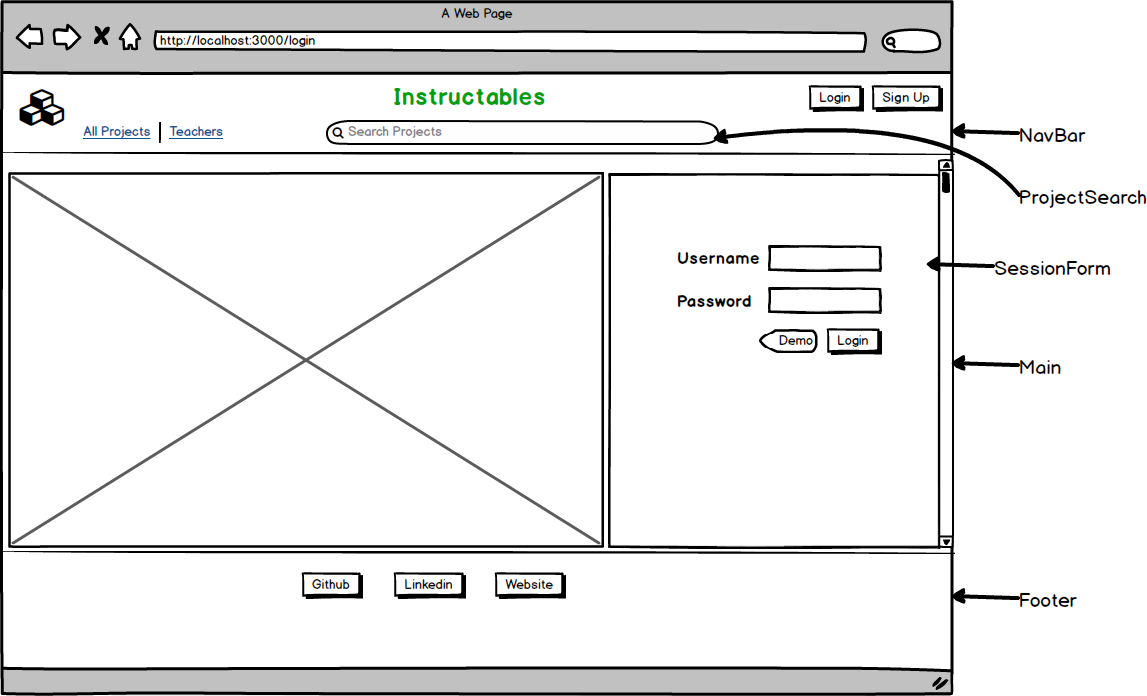 A Web Page
http://localhost:3000/login
Instructables
Login
Sign Up
All Projects
Teachers
Search Projects
NavBar
ProjectSearch
Username
SessionForm
Password
Demo
Login
Main
Github
Linkedin
Website
Footer